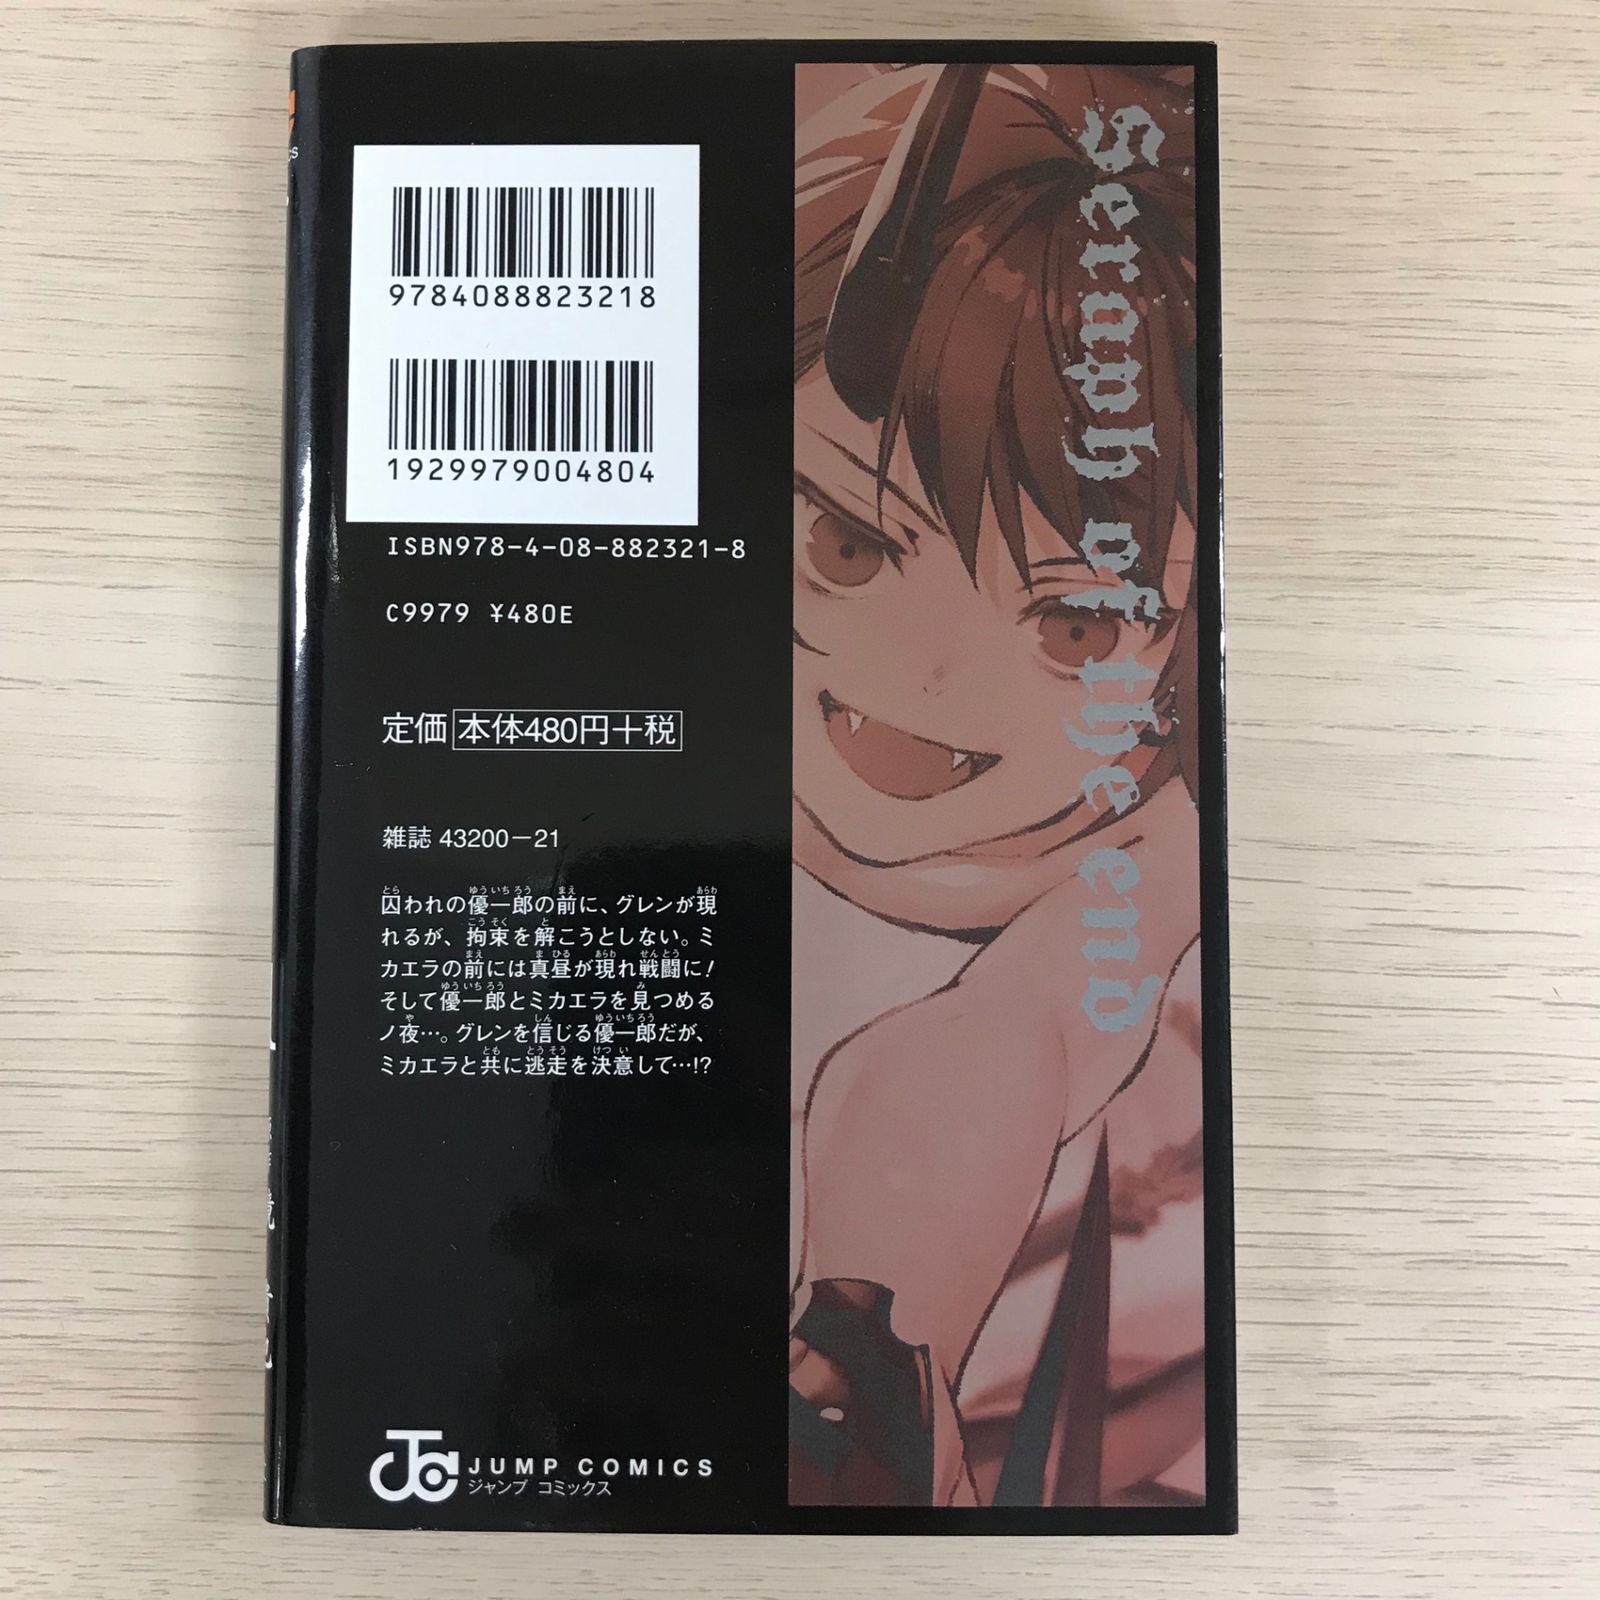 9784088823218
1929979004804
ISBN978-4-08-882321-8
C9979 ¥480E
定価 本体480円+税
雑誌 43200-21
囚われの優一郎の前に、グレンが現
れるが、拘束を解こうとしない。ミ
カエラの前には真昼が現れ戦闘に!
そして優一郎とミカエラを見つめる
ノ夜…。グレンを信じる優一郎だが、
ミカエラと共に逃走を決意して…!?
JUMP COMICS
ジャンプ コミックス
Seraph of the end